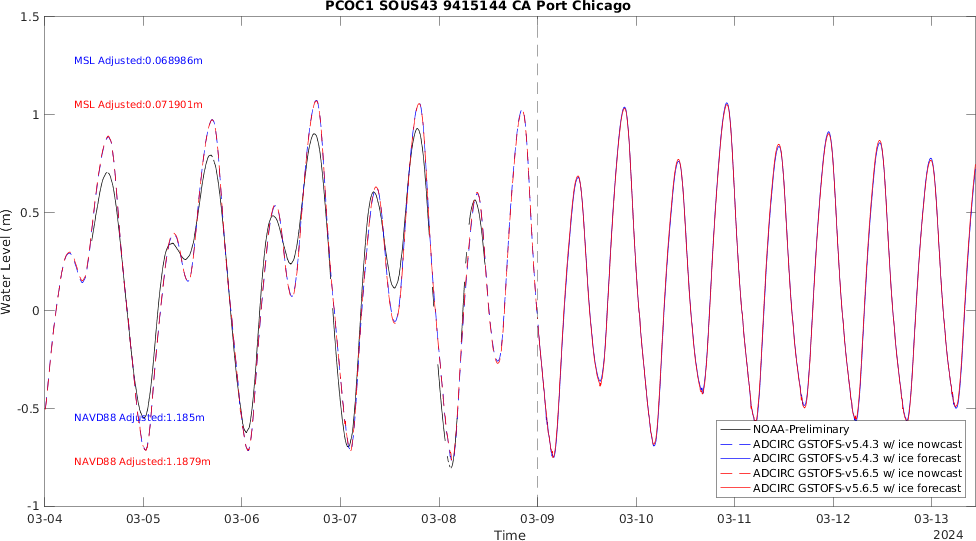 PCOC1 SOUS43 9415144 CA Port Chicago
1.5
1
0.5
0
-0.5
-1
Water Level (m)
MSL Adjusted:0.068986m
MSL Adjusted:0.071901m
NAVD88 Adjusted:1.185m
NAVD88 Adjusted:1.1879m
NOAA-Preliminary
ADCIRC GSTOFS-v5.4.3 w/ ice nowcast
ADCIRC GSTOFS-v5.4.3 w/ ice forecast
ADCIRC GSTOFS-v5.6.5 w/ ice nowcast
ADCIRC GSTOFS-v5.6.5 w/ ice forecast
03-04 03-05 03-06 03-07 03-08 03-09 03-10 03-11 03-12 03-13
Time
2024